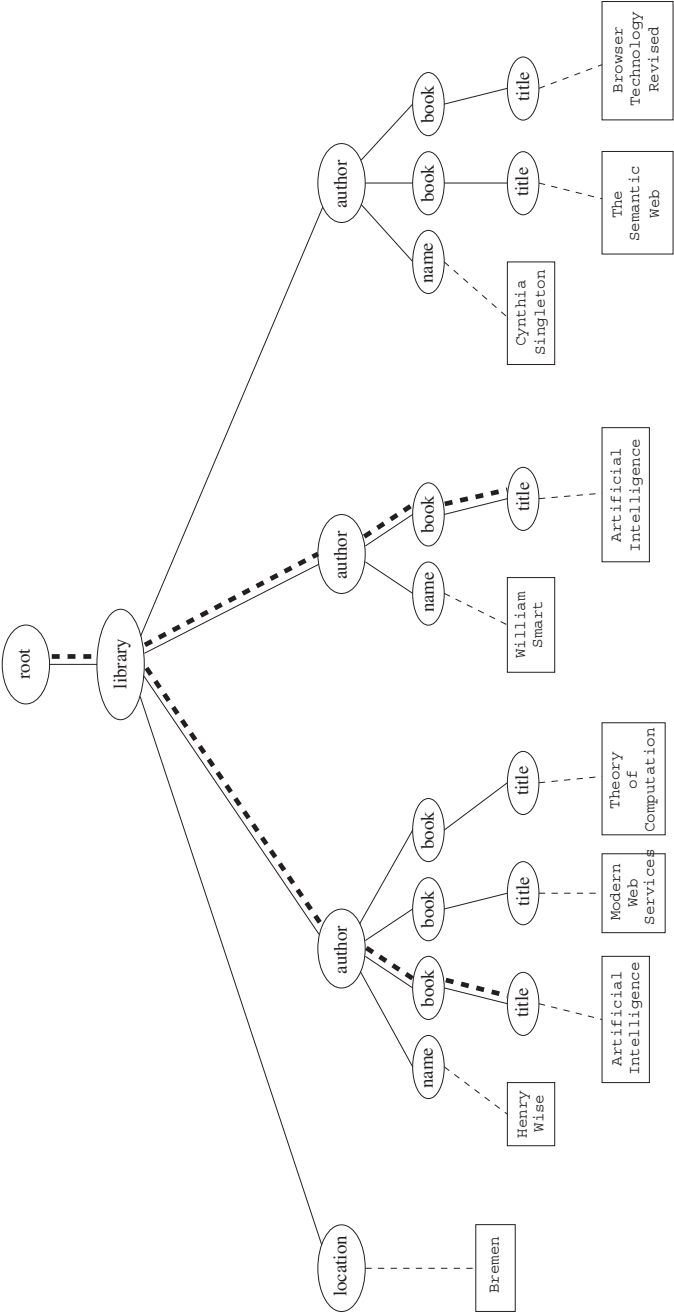 root
library
location
author
author
author
name
book
book
book
name
book
name
book
book
title
title
title
title
title
title
Bremen
Henry
Wise
William
Smart
Cynthia
Singleton
Artificial
Intelligence
Modern
Web
Services
Theory
of
Computation
Artificial
Intelligence
The
Semantic
Web
Browser
Technology
Revised